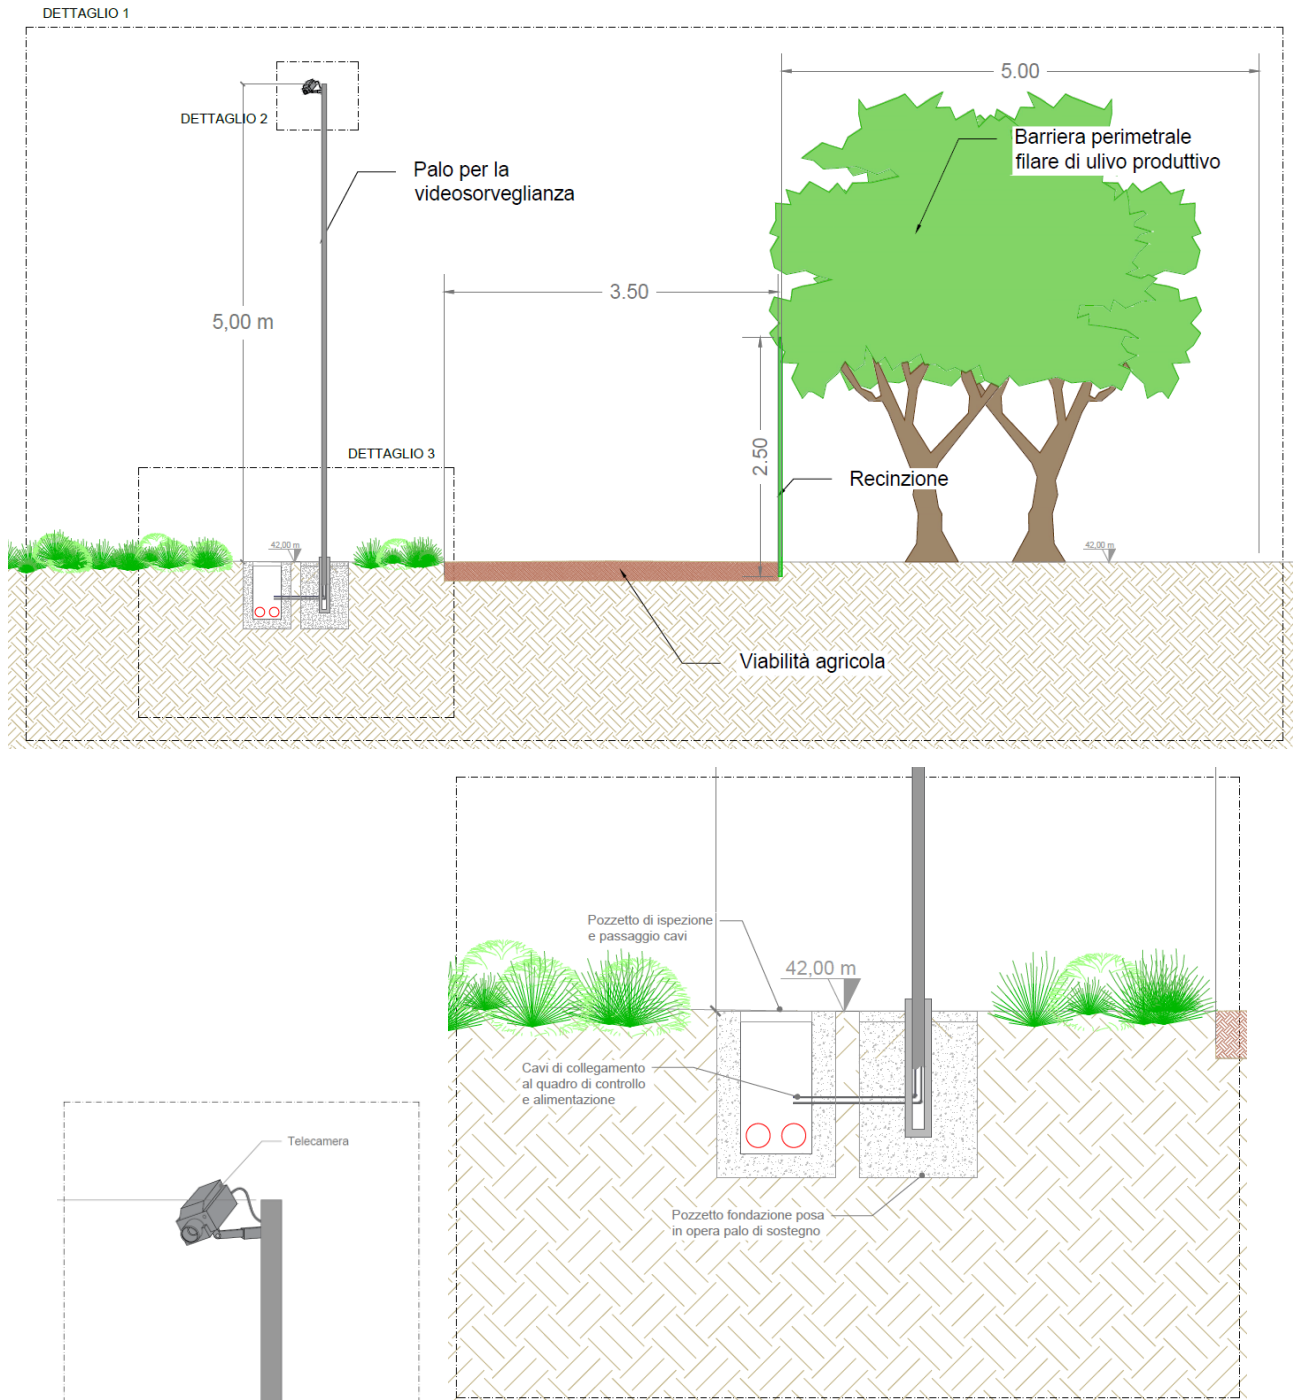 DETTAGLIO 1
5.00
DETTAGLIO 2
Barriera perimetrale
filare di ulivo produttivo
Palo per la
videosorveglianza
3.50
5,00 m
2.50
DETTAGLIO 3
Recinzione
42,00 m
42,00 m
Viabilità agricola
Pozzetto di ispezione
e passaggio cavi
42,00 m
Cavi di collegamento
al quadro di controllo
e alimentazione
Telecamera
Pozzetto fondazione posa
in opera palo di sostegno